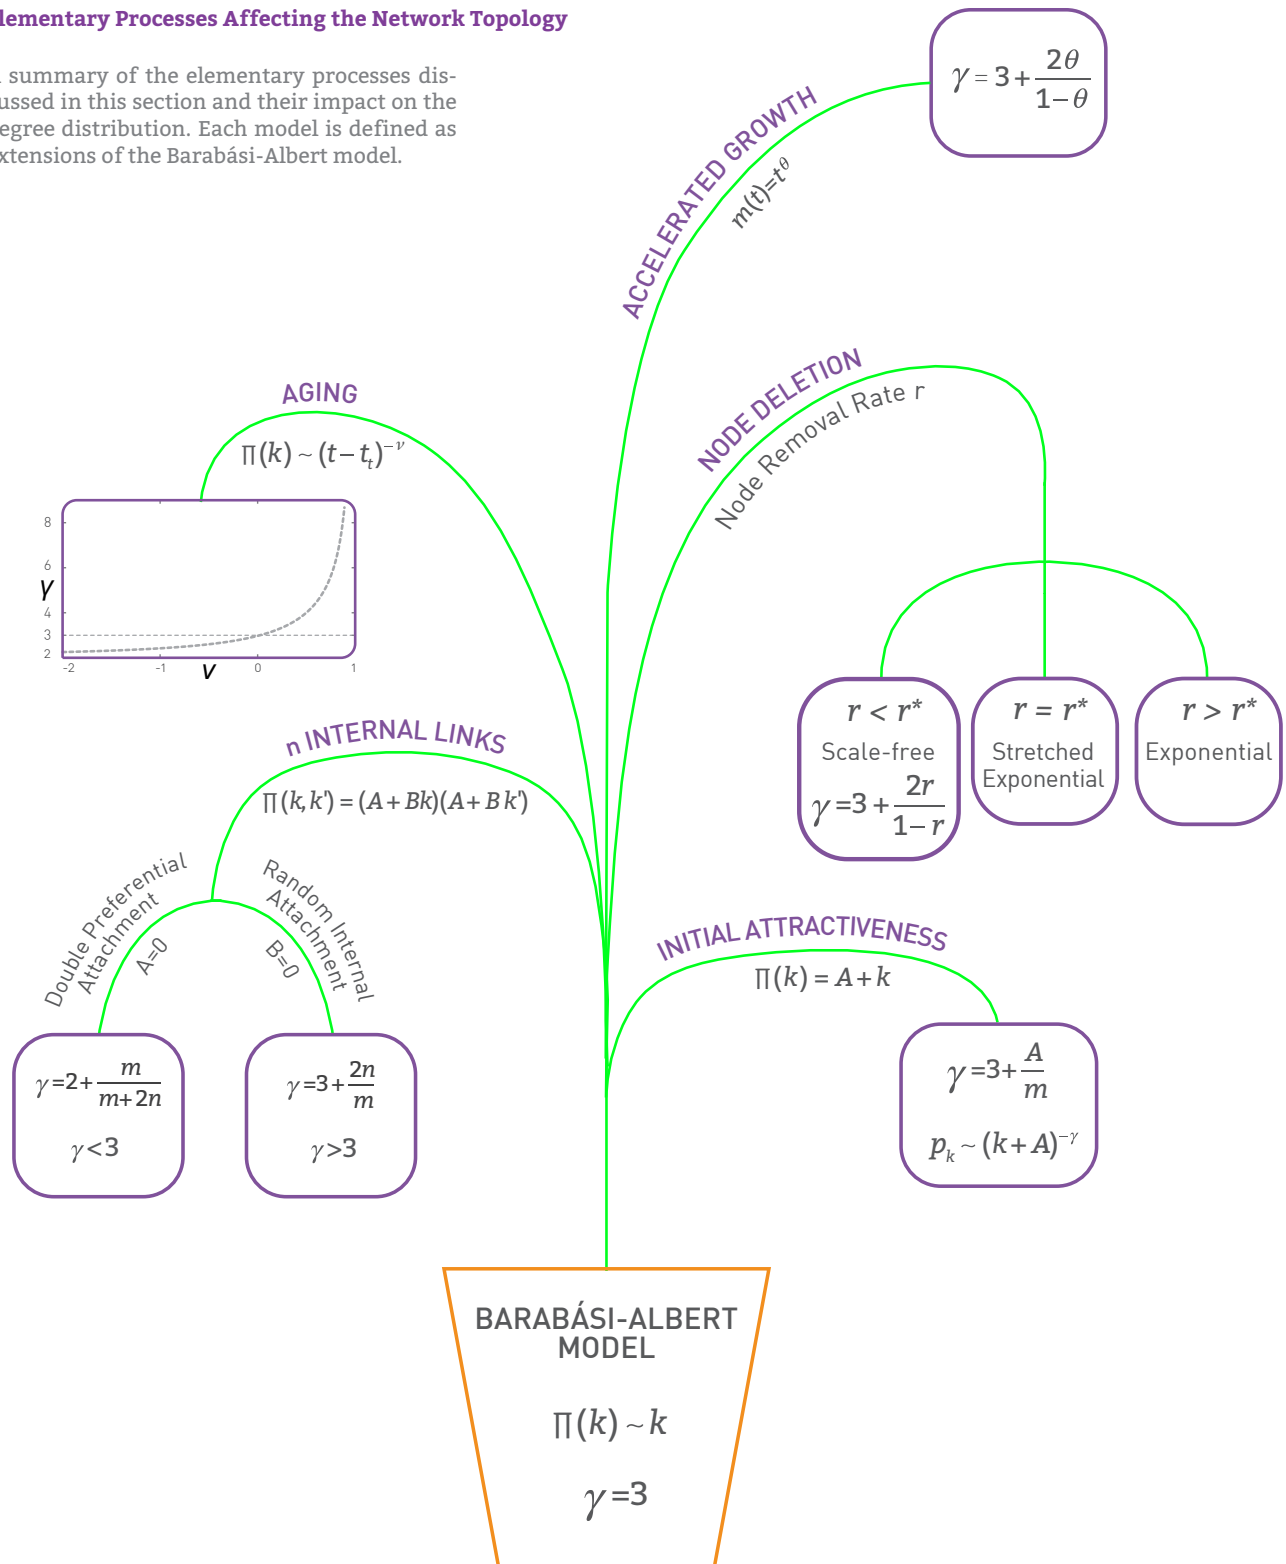 lementary Processes Affecting the Network Topology
summary of the elementary processes dis-
ussed in this section and their impact on the
egree distribution. Each model is defined as
xtensions of the Barabási-Albert model.
γ = 3 + 2θ / 1−θ
ACCELERATED GROWTH
m(t)=t^θ
NODE DELETION
Node Removal Rate r
AGING
∏(k) ~ (t − t_t)^−ν
8
6
γ
4
3
2
-2 -1 0 1
ν
r < r*
Scale-free
γ =3 + 2r / 1− r
r = r*
Stretched
Exponential
r > r*
Exponential
n INTERNAL LINKS
∏(k, k') = (A + Bk)(A + B k')
Double Preferential
Attachment
A=0
Random Internal
Attachment
B=0
γ =2+ m / m+2n
γ <3
γ =3+ 2n / m
γ >3
INITIAL ATTRACTIVENESS
∏(k) = A + k
γ =3+ A / m
p_k ~ (k + A)^−γ
BARABÁSI-ALBERT
MODEL
∏(k) ~ k
γ =3